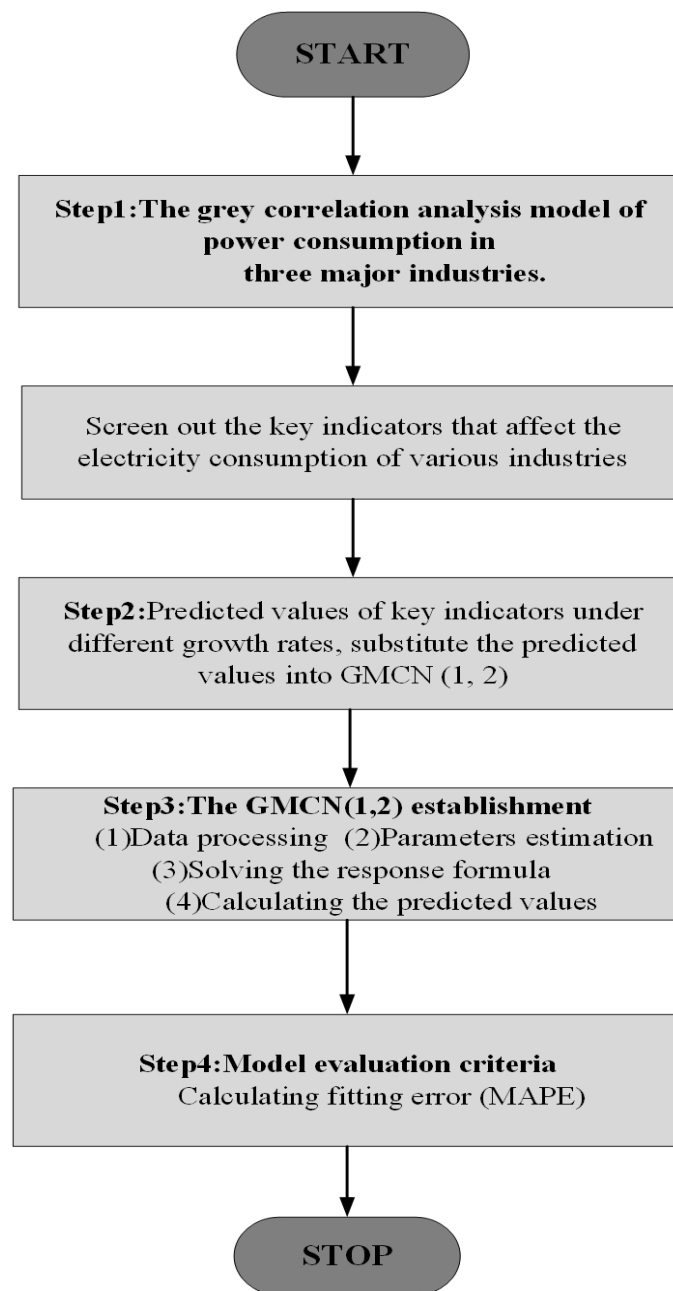 START
Step1:The grey correlation analysis model of
power consumption in
three major industries.
Screen out the key indicators that affect the
electricity consumption of various industries
Step2:Predicted values of key indicators under
different growth rates, substitute the predicted
values into GMCN (1, 2)
Step3:The GMCN(1,2) establishment
(1)Data processing (2)Parameters estimation
(3)Solving the response formula
(4)Calculating the predicted values
Step4:Model evaluation criteria
Calculating fitting error (MAPE)
STOP